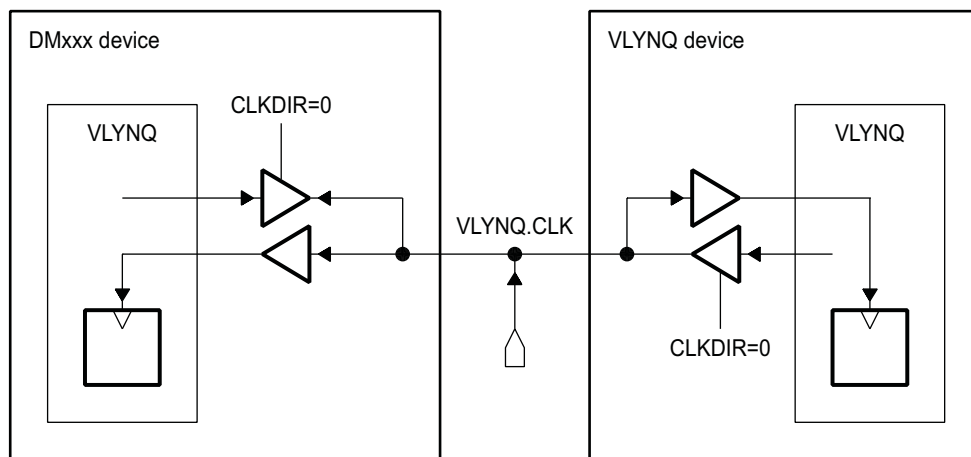 DMxxx device
VLYNQ device
CLKDIR=0
VLYNQ
VLYNQ
VLYNQ.CLK
CLKDIR=0